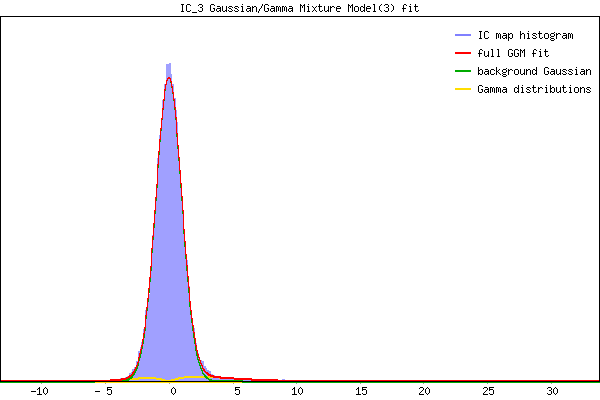 IC_3 Gaussian/Gamma Mixture Model(3) fit
IC map histogram
full GGM fit
background Gaussian
Gamma distributions
-10 -5 0 5 10 15 20 25 30